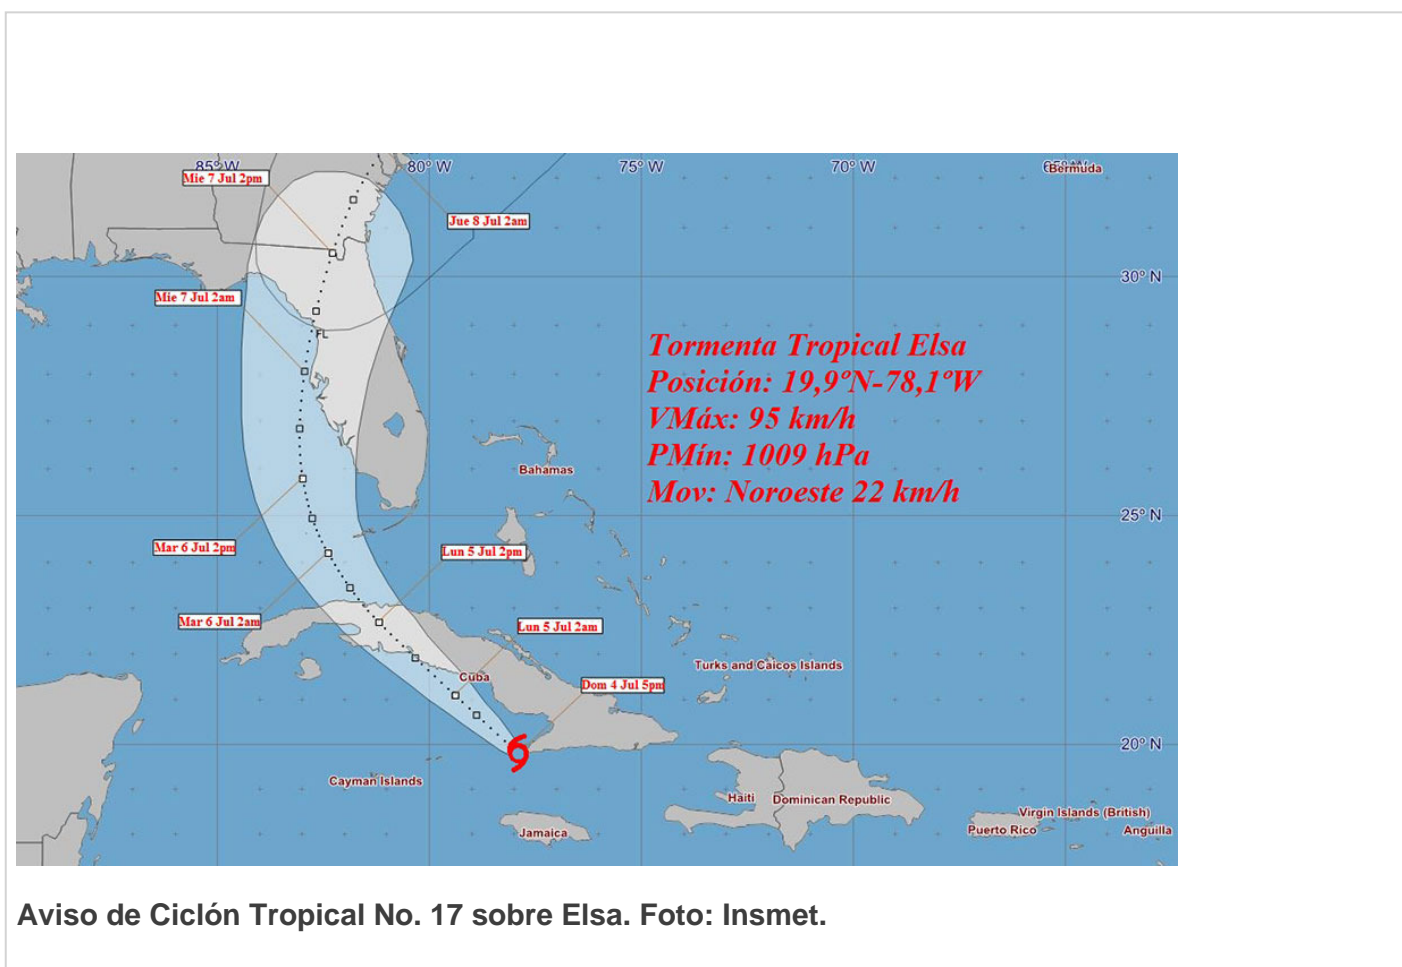 85° W
80° W
75° W
70° W
65° W
Bermuda
Mie 7 Jul 2pm
Jue 8 Jul 2am
30° N
Mie 7 Jul 2am
FL
Tormenta Tropical Elsa
Posición: 19,9ºN-78,1ºW
VMáx: 95 km/h
PMín: 1009 hPa
Mov: Noroeste 22 km/h
Bahamas
25° N
Mar 6 Jul 2pm
Lun 5 Jul 2pm
Mar 6 Jul 2am
Lun 5 Jul 2am
Turks and Caicos Islands
Cuba
Dom 4 Jul 5pm
20° N
Cayman Islands
Haiti
Dominican Republic
Virgin Islands (British)
Jamaica
Puerto Rico
Anguilla
Aviso de Ciclón Tropical No. 17 sobre Elsa. Foto: Insmet.